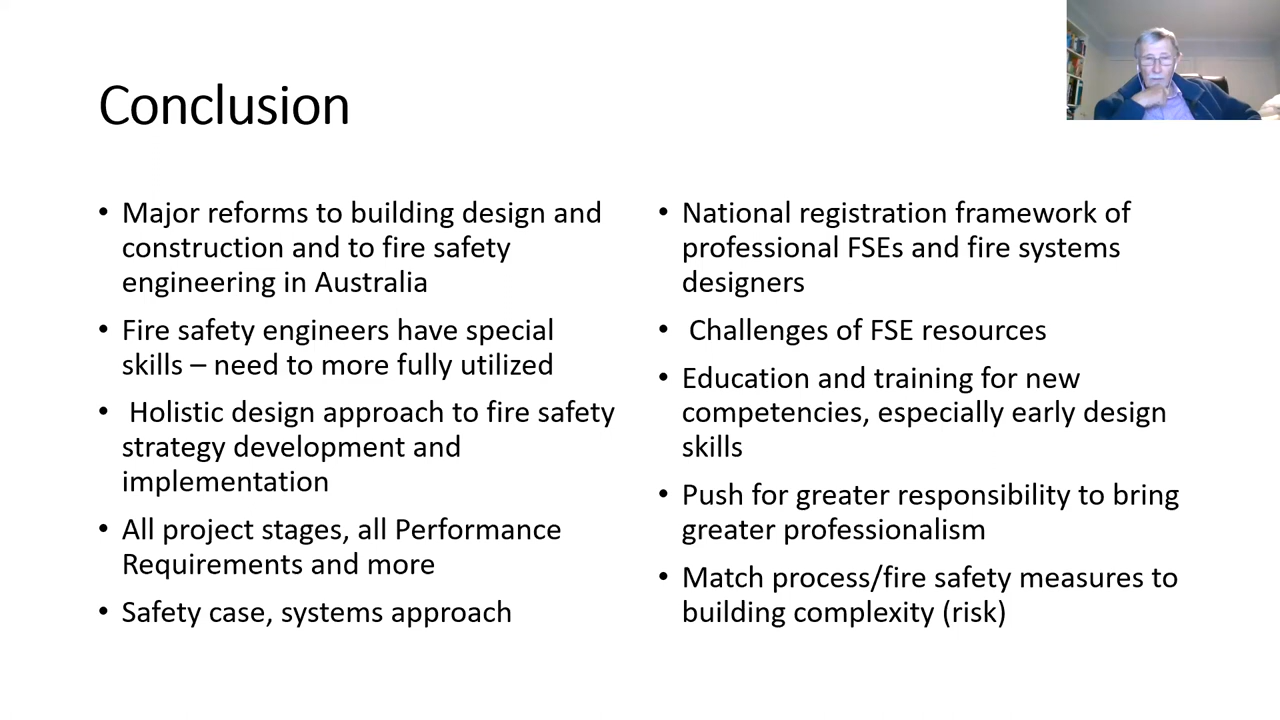 Conclusion
• Major reforms to building design and
construction and to fire safety
engineering in Australia
• Fire safety engineers have special
skills – need to more fully utilized
• Holistic design approach to fire safety
strategy development and
implementation
• All project stages, all Performance
Requirements and more
• Safety case, systems approach
• National registration framework of
professional FSEs and fire systems
designers
• Challenges of FSE resources
• Education and training for new
competencies, especially early design
skills
• Push for greater responsibility to bring
greater professionalism
• Match process/fire safety measures to
building complexity (risk)